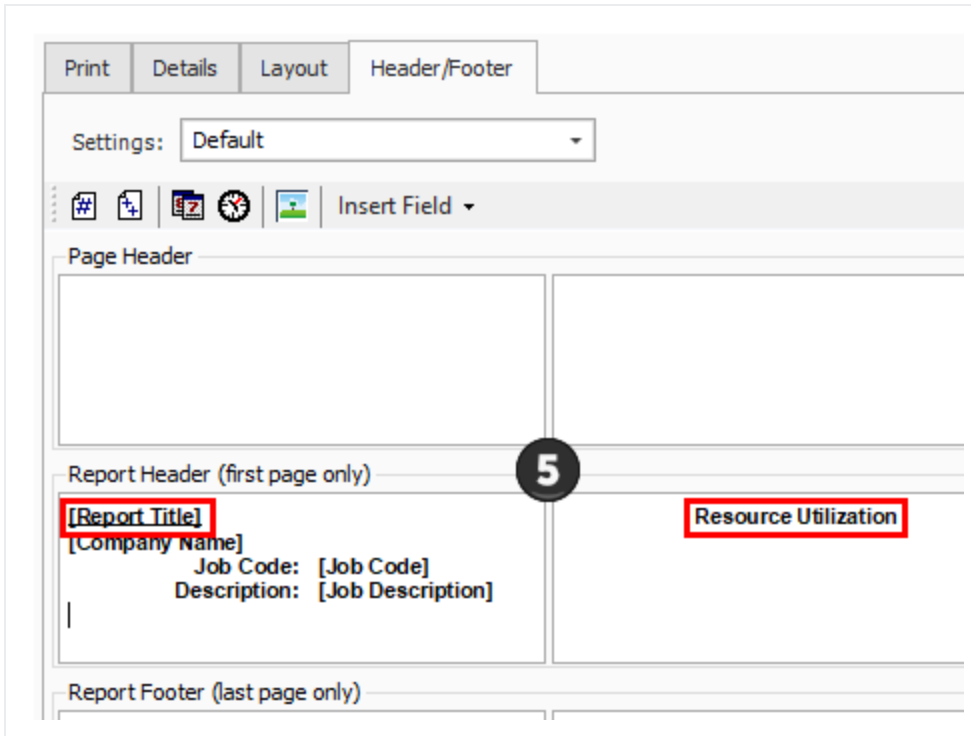 Print Details Layout Header/Footer
Settings: Default
# Insert Field
Page Header
Report Header (first page only)
5
[Report Title]
[Company Name]
Job Code: [Job Code]
Description: [Job Description]
Resource Utilization
Report Footer (last page only)